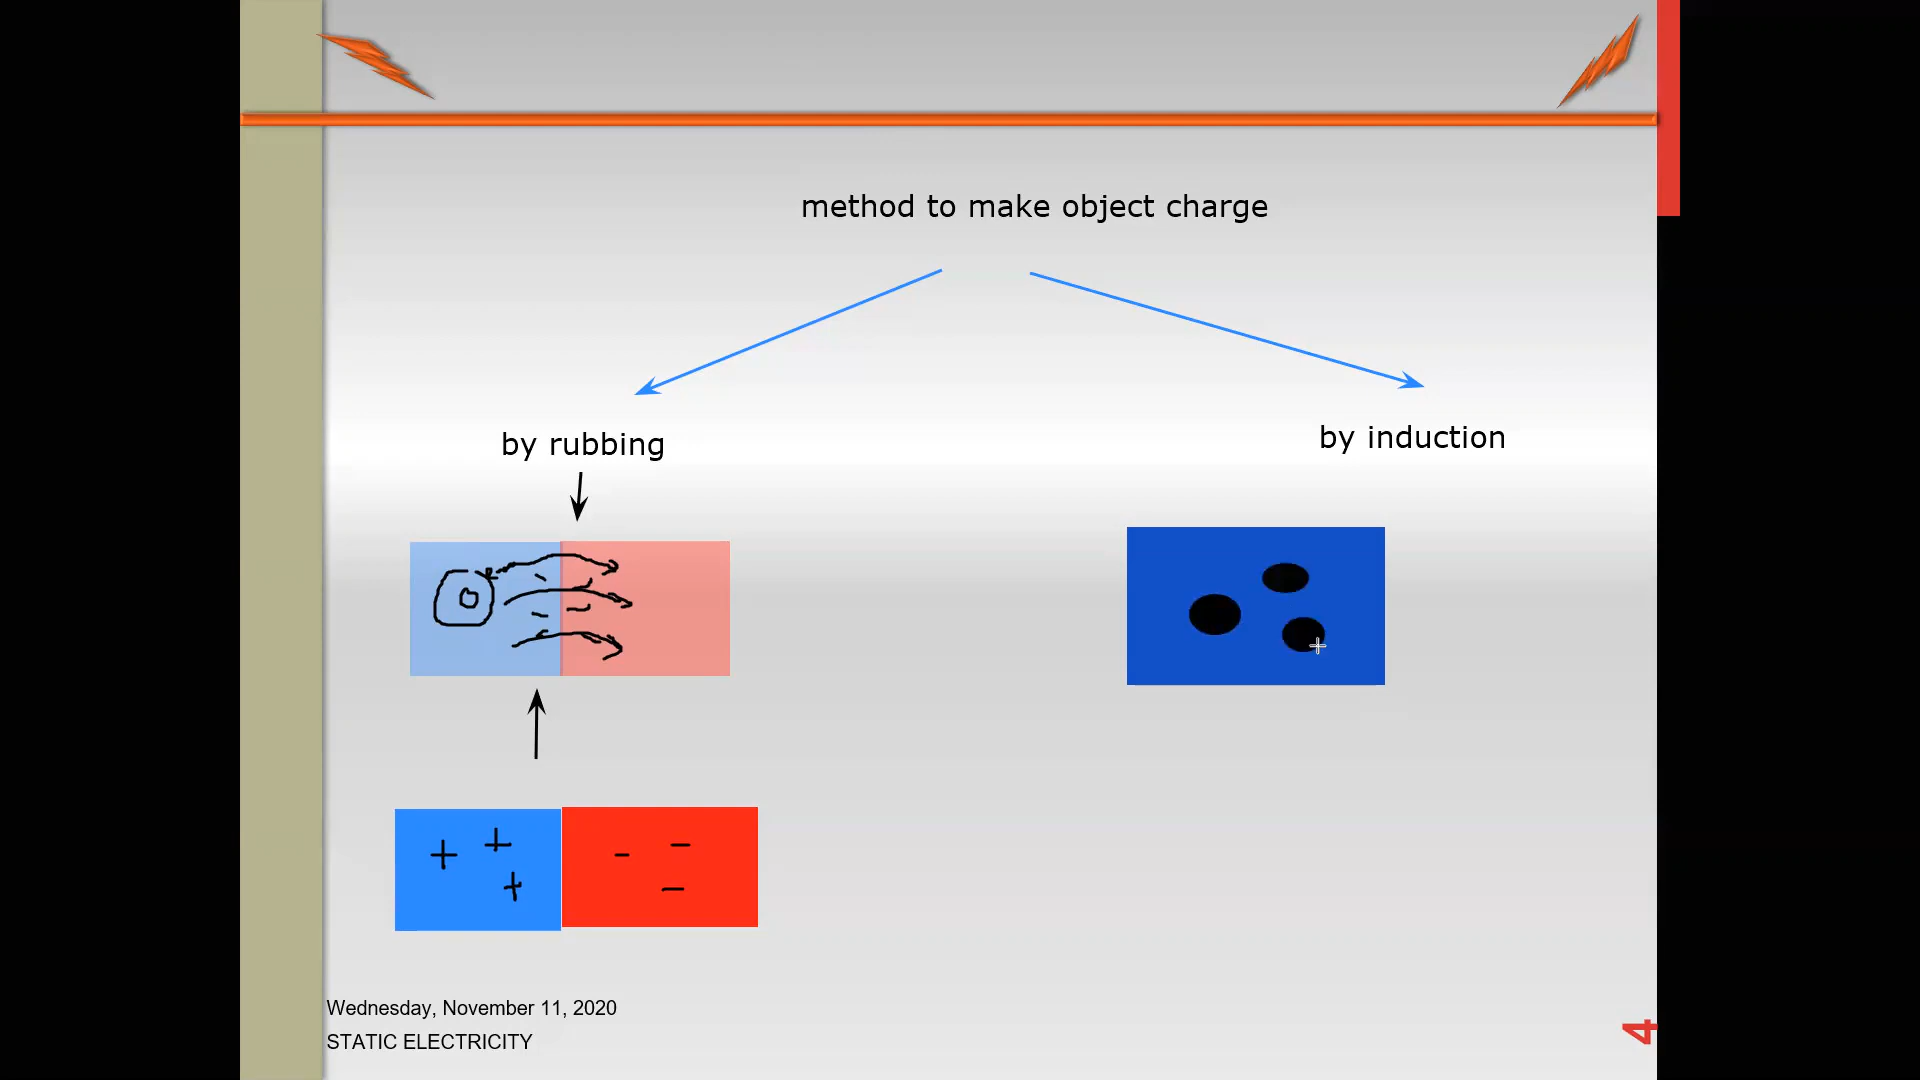 method to make object charge
by rubbing
by induction
+ + +
- - -
Wednesday, November 11, 2020
STATIC ELECTRICITY
4